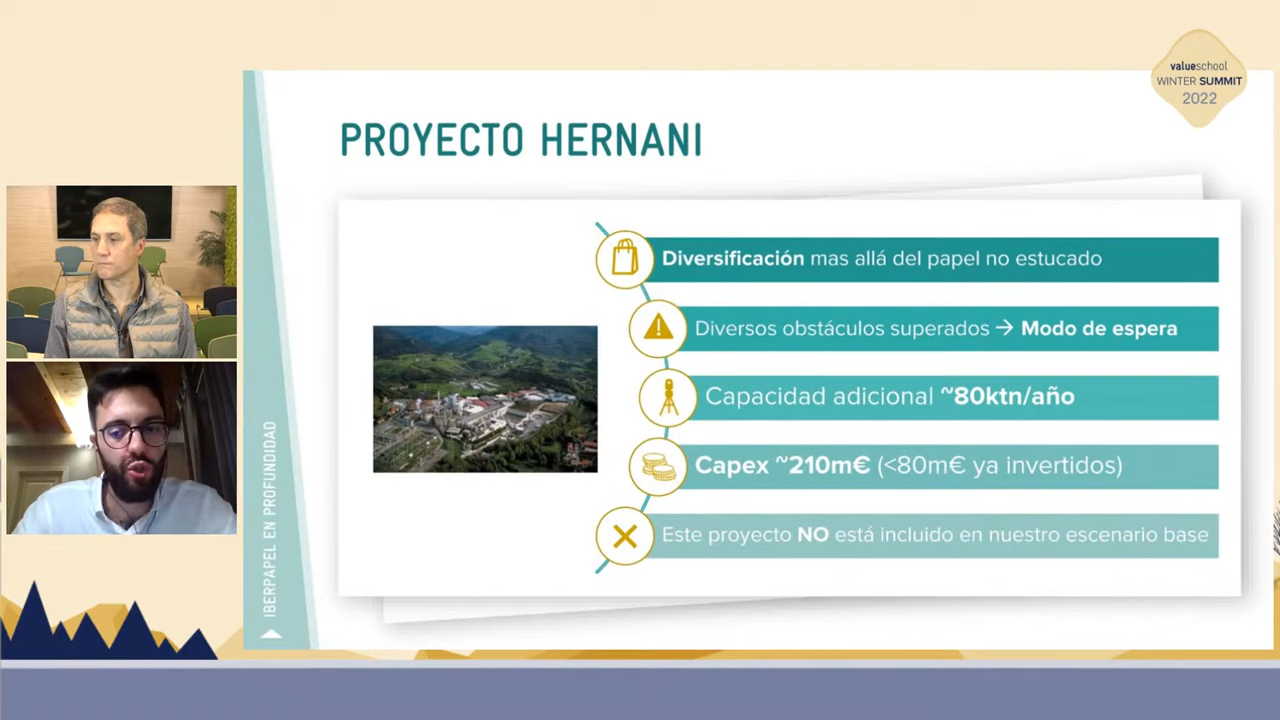 valueschool
WINTER SUMMIT
2022
PROYECTO HERNANI
Diversificación mas allá del papel no estucado
Diversos obstáculos superados → Modo de espera
Capacidad adicional ~80ktn/año
Capex ~210m€ (<80m€ ya invertidos)
Este proyecto NO está incluido en nuestro escenario base
IBERPAPEL EN PROFUNDIDAD